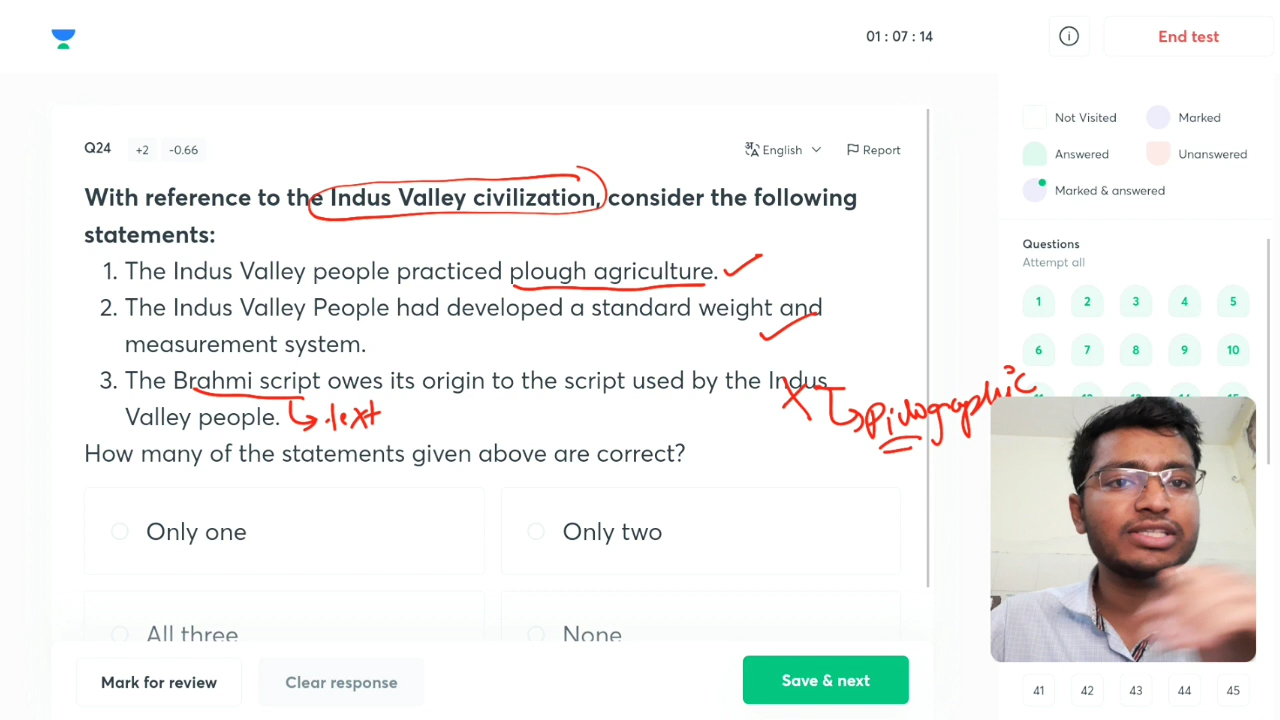 01 : 07 : 14
End test
Q24
+2
-0.66
English
Report
With reference to the Indus Valley civilization, consider the following
statements:
1. The Indus Valley people practiced plough agriculture.
2. The Indus Valley People had developed a standard weight and
measurement system.
3. The Brahmi script owes its origin to the script used by the Indus
Valley people.
text
Pictographic
How many of the statements given above are correct?
Only one
Only two
All three
None
Mark for review
Clear response
Save & next
Not Visited
Marked
Answered
Unanswered
Marked & answered
Questions
Attempt all
1 2 3 4 5
6 7 8 9 10
41 42 43 44 45